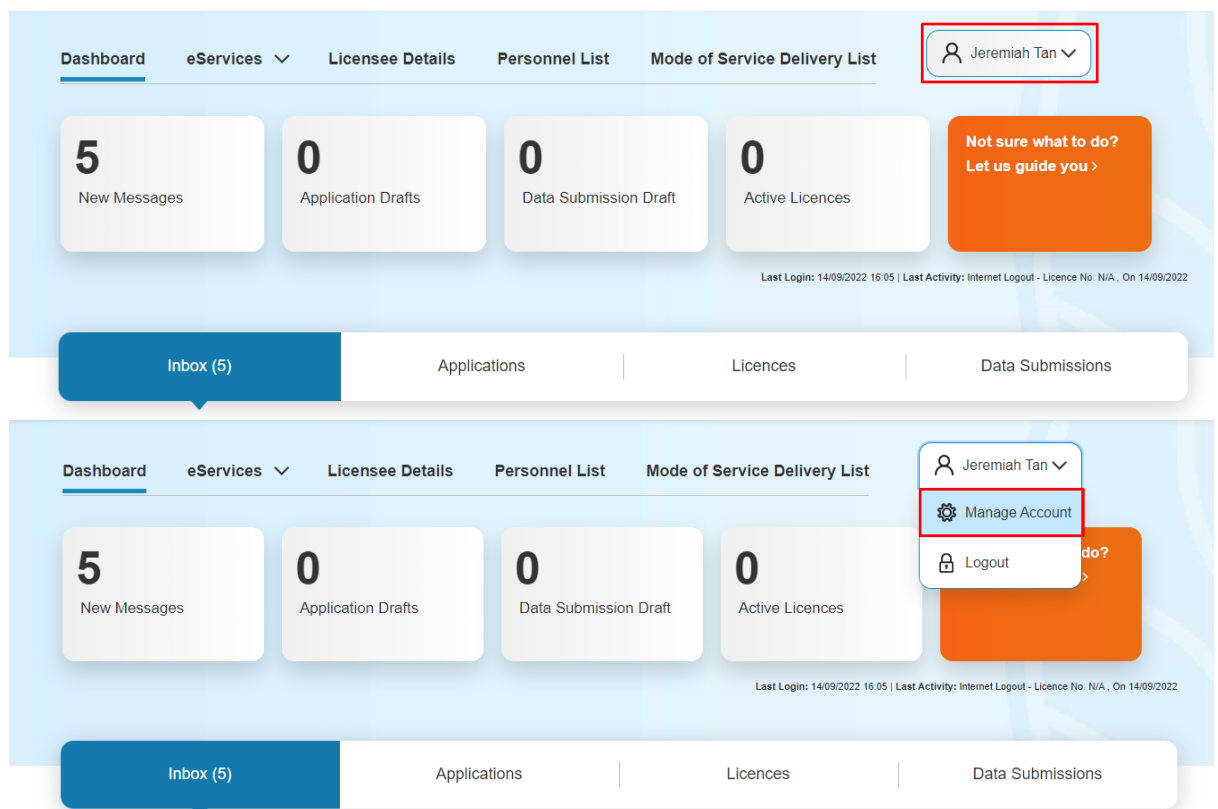 Dashboard eServices Licensee Details Personnel List Mode of Service Delivery List Jeremiah Tan
5 0 0 0 Not sure what to do?
Let us guide you >
New Messages Application Drafts Data Submission Draft Active Licences
Last Login: 14/09/2022 16:05 | Last Activity: Internet Logout - Licence No. N/A , On 14/09/2022
Inbox (5) Applications Licences Data Submissions
Dashboard eServices Licensee Details Personnel List Mode of Service Delivery List Jeremiah Tan
Manage Account
5 0 0 0 do?
Logout >
New Messages Application Drafts Data Submission Draft Active Licences
Last Login: 14/09/2022 16:05 | Last Activity: Internet Logout - Licence No. N/A , On 14/09/2022
Inbox (5) Applications Licences Data Submissions